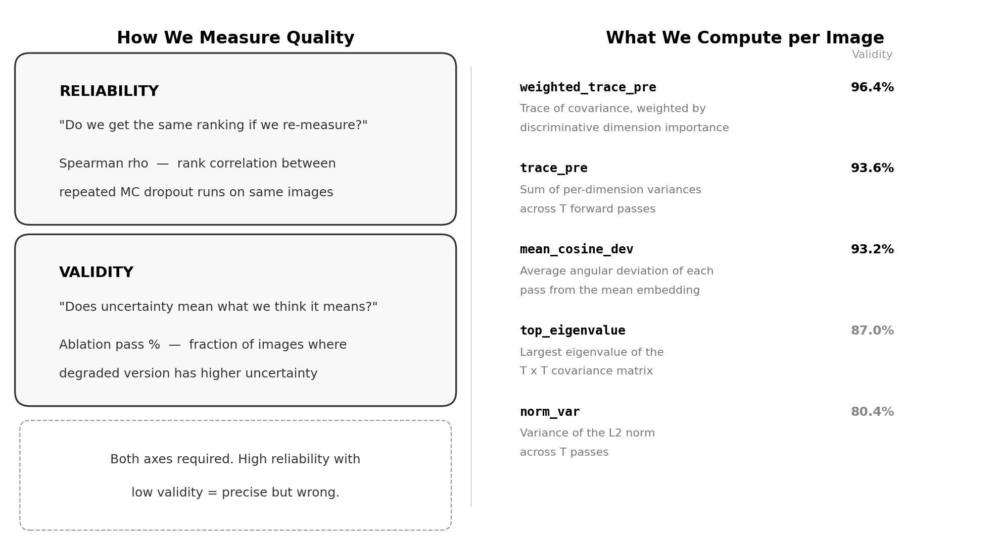 How We Measure Quality
RELIABILITY
"Do we get the same ranking if we re-measure?"
Spearman rho — rank correlation between
repeated MC dropout runs on same images
VALIDITY
"Does uncertainty mean what we think it means?"
Ablation pass % — fraction of images where
degraded version has higher uncertainty
Both axes required. High reliability with
low validity = precise but wrong.
What We Compute per Image
Validity
weighted_trace_pre 96.4%
Trace of covariance, weighted by
discriminative dimension importance
trace_pre 93.6%
Sum of per-dimension variances
across T forward passes
mean_cosine_dev 93.2%
Average angular deviation of each
pass from the mean embedding
top_eigenvalue 87.0%
Largest eigenvalue of the
T x T covariance matrix
norm_var 80.4%
Variance of the L2 norm
across T passes